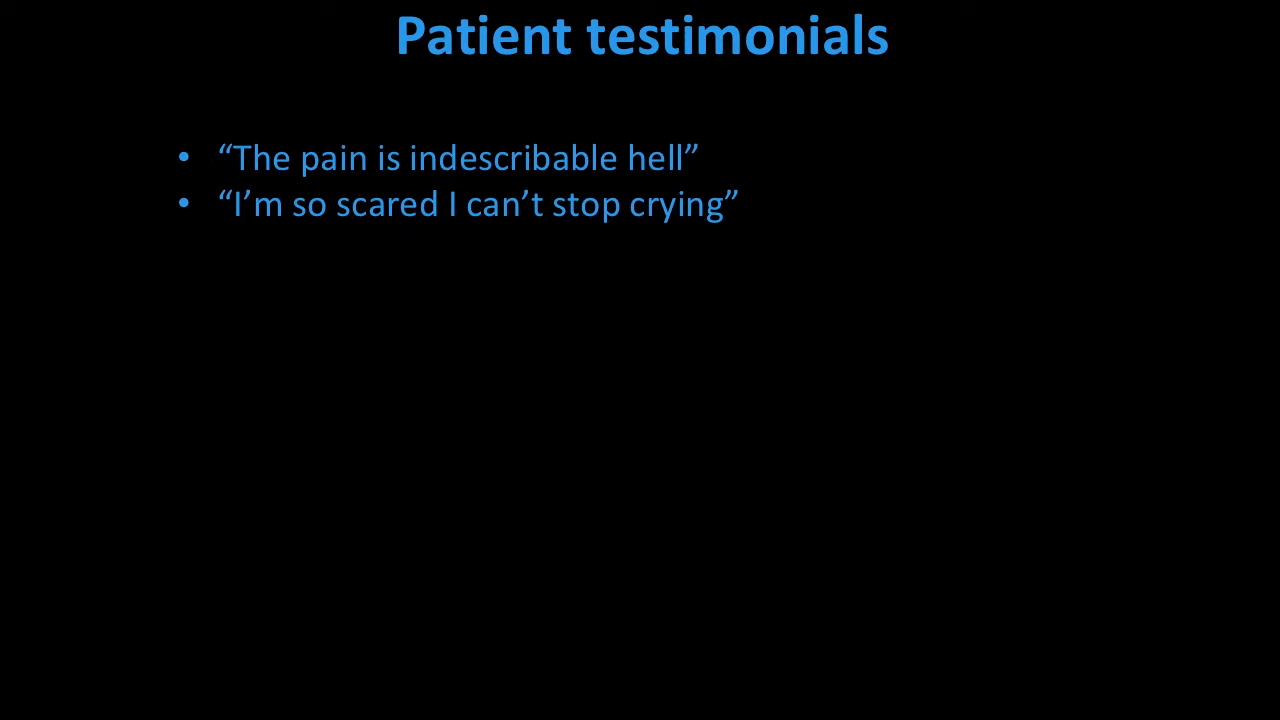 Patient testimonials
• “The pain is indescribable hell”
• “I’m so scared I can’t stop crying”